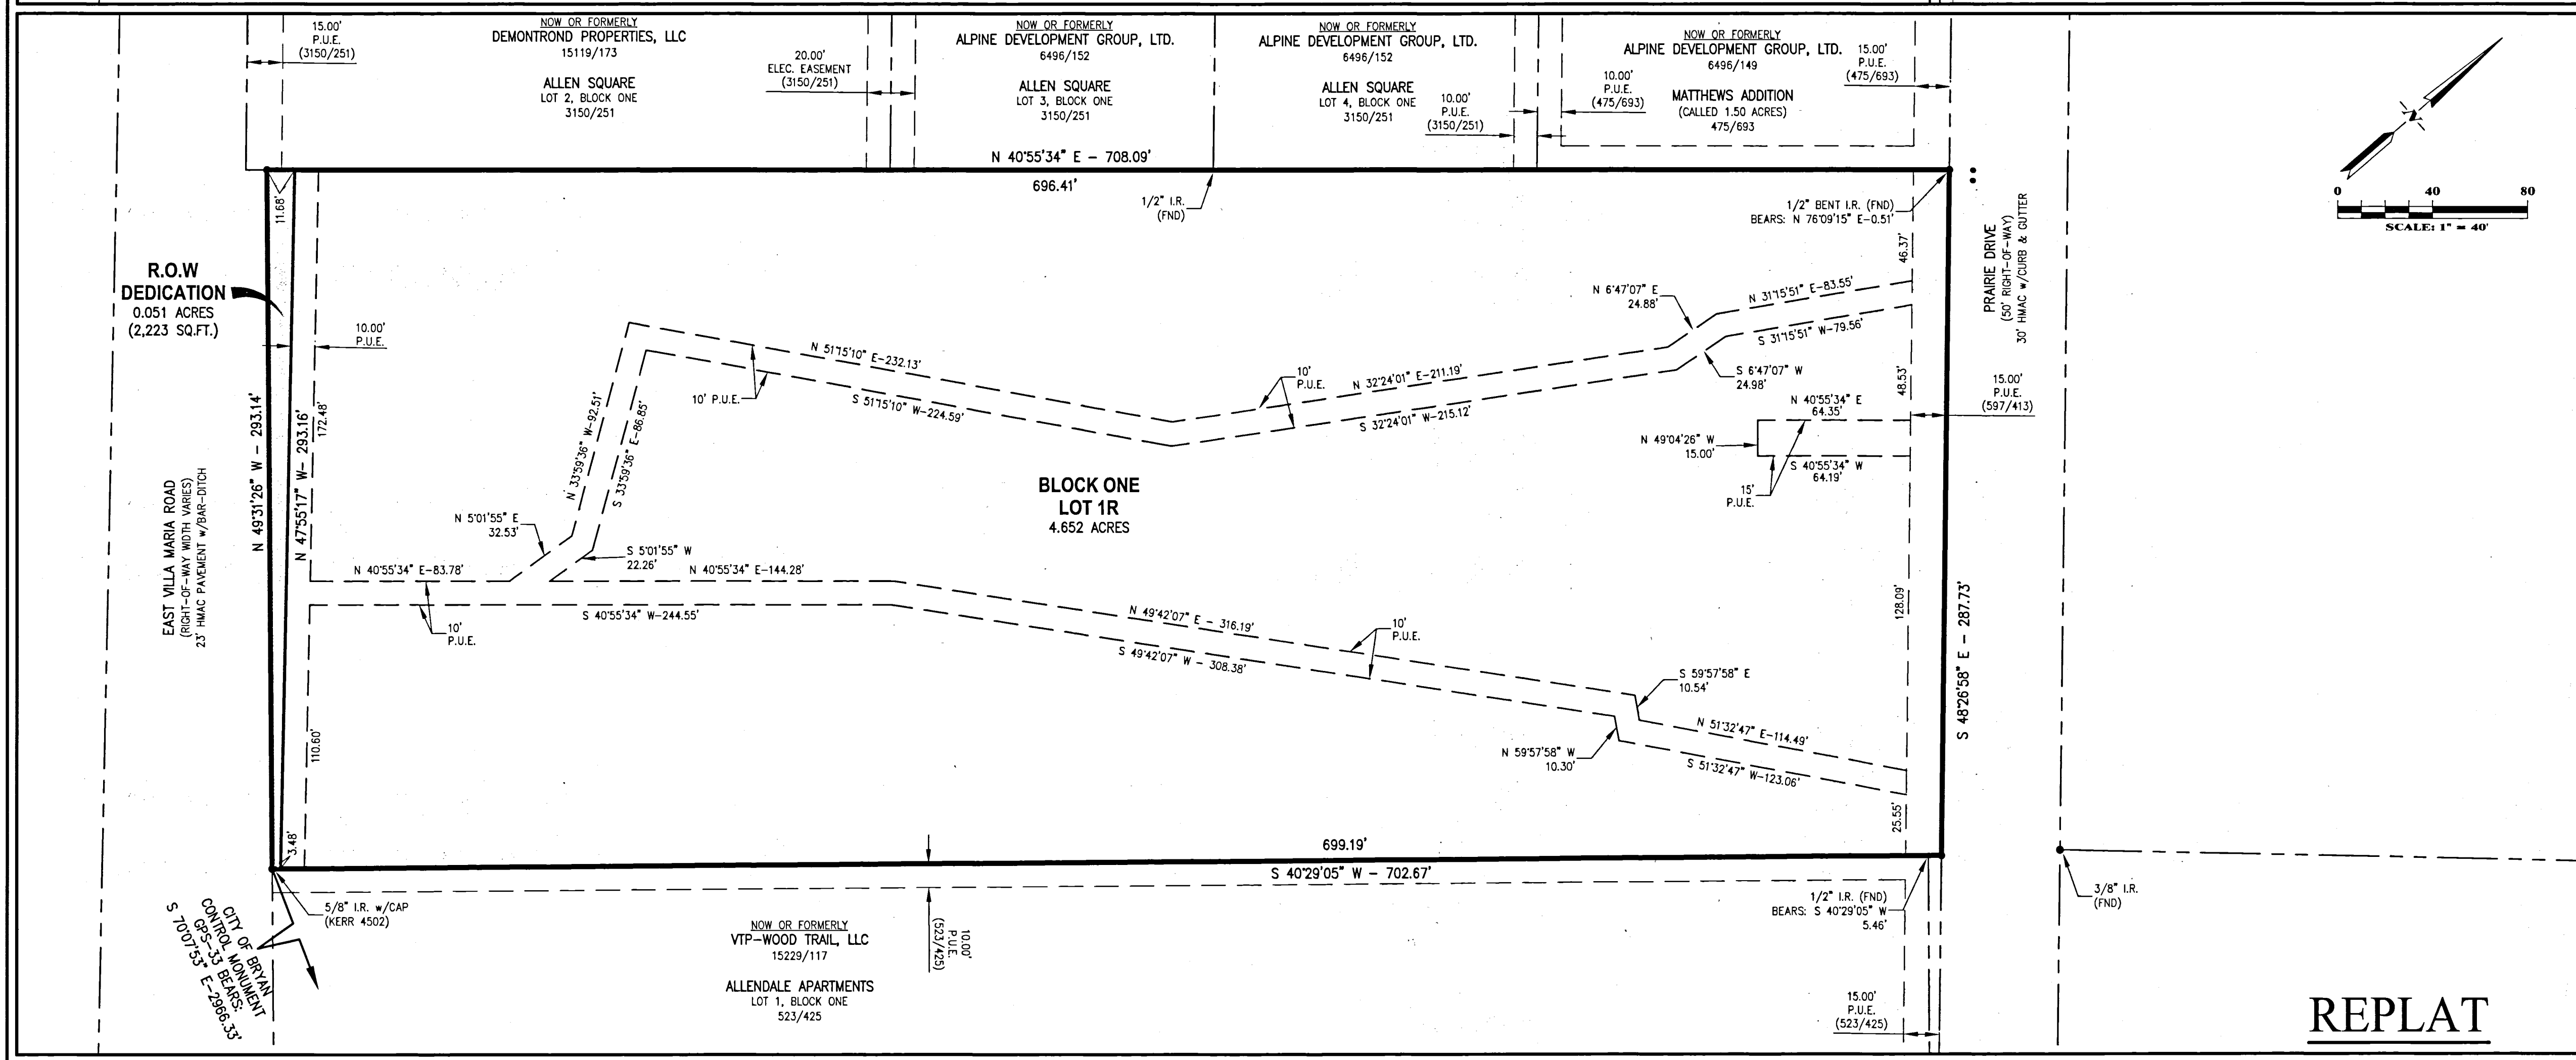 15.00'
P.U.E.
(3150/251)
NOW OR FORMERLY
DEMONTROND PROPERTIES, LLC
15119/173
ALLEN SQUARE
LOT 2, BLOCK ONE
3150/251
20.00'
ELEC. EASEMENT
(3150/251)
NOW OR FORMERLY
ALPINE DEVELOPMENT GROUP, LTD.
6496/152
ALLEN SQUARE
LOT 3, BLOCK ONE
3150/251
NOW OR FORMERLY
ALPINE DEVELOPMENT GROUP, LTD.
6496/152
ALLEN SQUARE
LOT 4, BLOCK ONE
3150/251
10.00'
P.U.E.
(3150/251)
10.00'
P.U.E.
(475/693)
NOW OR FORMERLY
ALPINE DEVELOPMENT GROUP, LTD.
6496/149
MATTHEWS ADDITION
(CALLED 1.50 ACRES)
475/693
15.00'
P.U.E.
(475/693)
N
0 40 80
SCALE: 1" = 40'
N 40°55'34" E - 708.09'
696.41'
1/2" I.R.
(FND)
1/2" BENT I.R. (FND)
BEARS: N 76°09'15" E-0.51'
11.68'
R.O.W
DEDICATION
0.051 ACRES
(2,223 SQ.FT.)
10.00'
P.U.E.
N 49°31'26" W - 293.14'
N 47°55'17" W- 293.16'
172.48'
EAST VILLA MARIA ROAD
(RIGHT-OF-WAY WIDTH VARIES)
23' HMAC PAVEMENT w/BAR-DITCH
46.37'
PRAIRIE DRIVE
(50' RIGHT-OF-WAY)
30' HMAC w/CURB & GUTTER
N 6°47'07" E
24.88'
N 31°15'51" E-83.55'
S 31°15'51" W-79.56'
S 6°47'07" W
24.98'
N 51°15'10" E-232.13'
10' P.U.E.
S 51°15'10" W-224.59'
10'
P.U.E.
N 32°24'01" E-211.19'
S 32°24'01" W-215.12'
48.53'
15.00'
P.U.E.
(597/413)
N 40°55'34" E
64.35'
N 49°04'26" W
15.00'
S 40°55'34" W
64.19'
15'
P.U.E.
N 33°59'36" W-92.51'
S 33°59'36" E-86.85'
BLOCK ONE
LOT 1R
4.652 ACRES
N 5°01'55" E
32.53'
S 5°01'55" W
22.26'
N 40°55'34" E-83.78'
N 40°55'34" E-144.28'
S 40°55'34" W-244.55'
10'
P.U.E.
N 49°42'07" E - 316.19'
S 49°42'07" W - 308.38'
10'
P.U.E.
128.09'
S 48°26'58" E - 287.73'
S 59°57'58" E
10.54'
N 51°32'47" E-114.49'
N 59°57'58" W
10.30'
S 51°32'47" W-123.06'
110.60'
25.55'
3.48'
699.19'
S 40°29'05" W - 702.67'
5/8" I.R. w/CAP
(KERR 4502)
CITY OF BRYAN
CONTROL MONUMENT
GPS-33 BEARS:
S 70°07'53" E-2966.33'
NOW OR FORMERLY
VTP-WOOD TRAIL, LLC
15229/117
ALLENDALE APARTMENTS
LOT 1, BLOCK ONE
523/425
10.00'
P.U.E.
(523/425)
1/2" I.R. (FND)
BEARS: S 40°29'05" W
5.46'
3/8" I.R.
(FND)
15.00'
P.U.E.
(523/425)
REPLAT